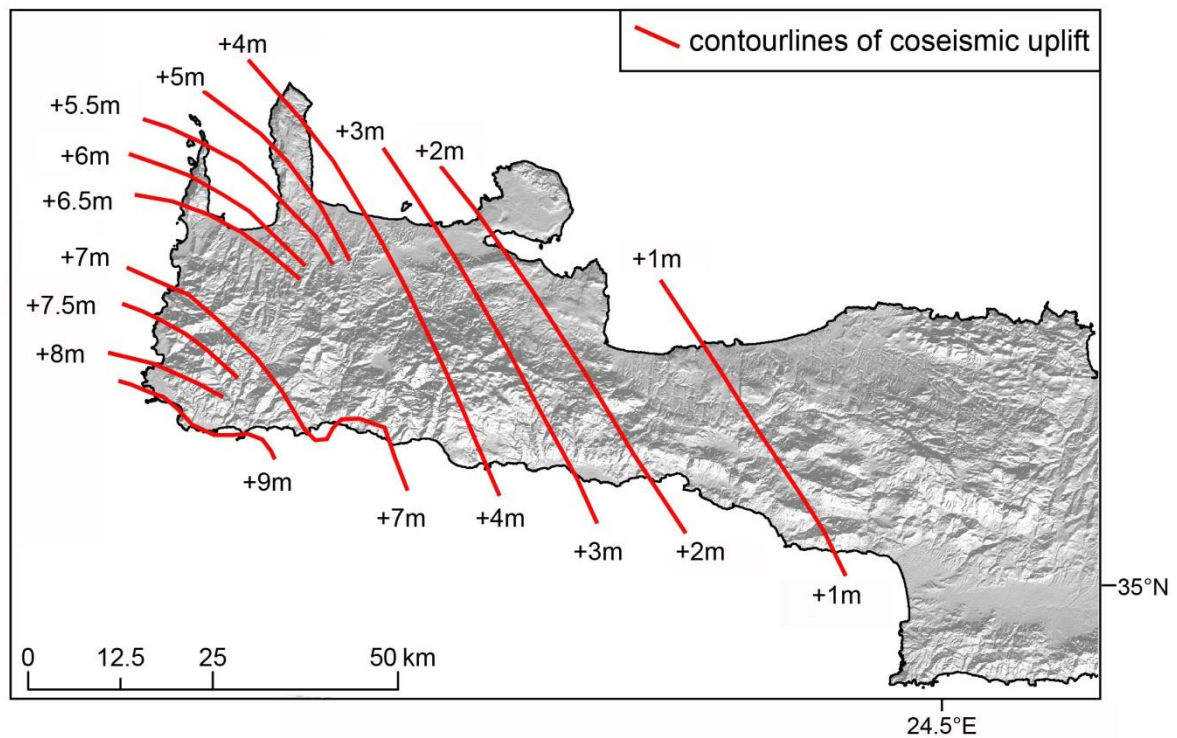 contourlines of coseismic uplift
+4m
+5m
+5.5m
+3m
+6m
+2m
+6.5m
+7m
+1m
+7.5m
+8m
+9m
+7m
+4m
+3m
+2m
+1m
35°N
0 12.5 25 50 km
24.5°E